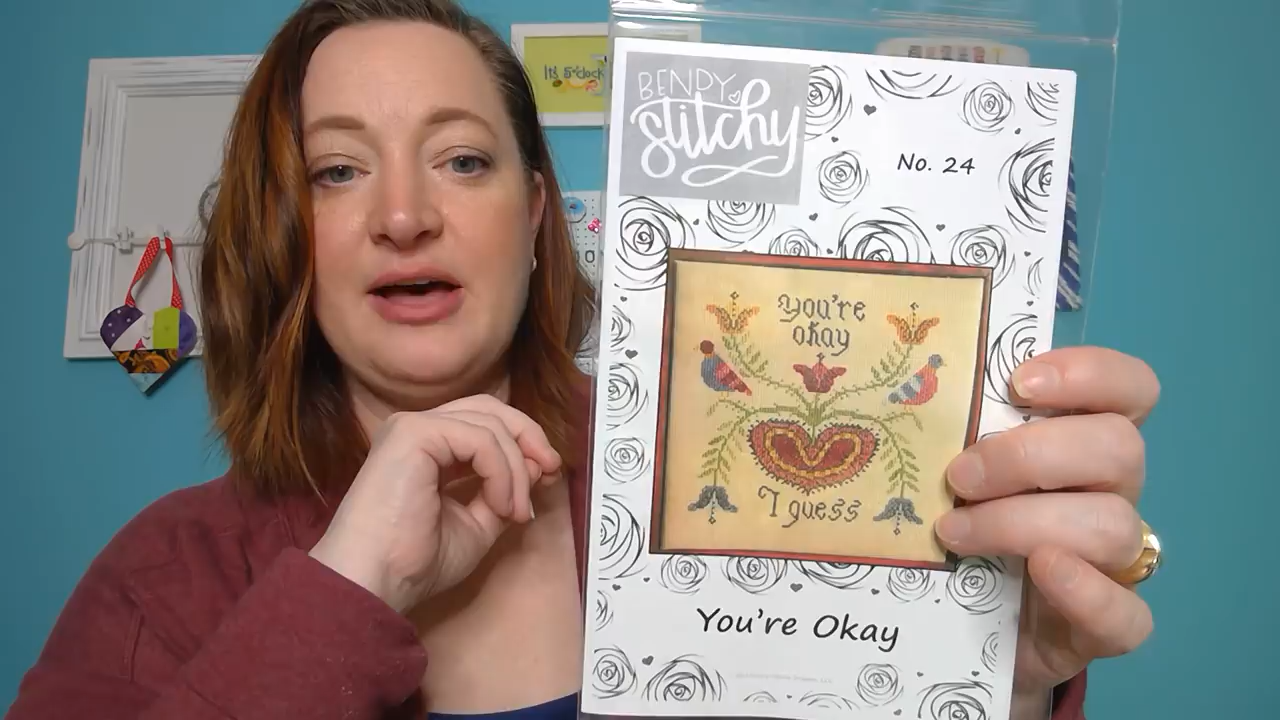 It's 5 o'clock
BENDY
stitchy
No. 24
You're
okay
I guess
You're Okay